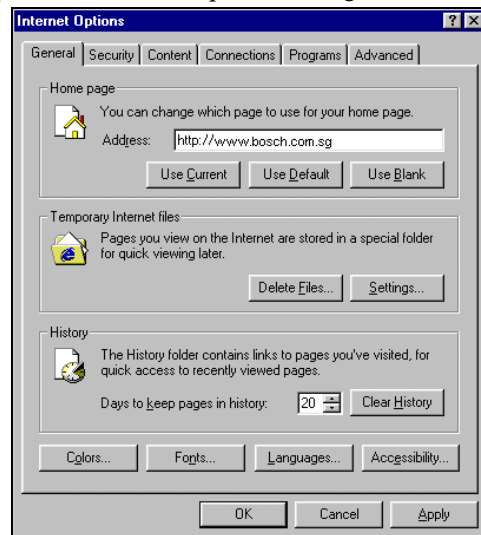 Internet Options
General Security Content Connections Programs Advanced
Home page
You can change which page to use for your home page.
Address: http://www.bosch.com.sg
Use Current Use Default Use Blank
Temporary Internet files
Pages you view on the Internet are stored in a special folder
for quick viewing later.
Delete Files... Settings...
History
The History folder contains links to pages you've visited, for
quick access to recently viewed pages.
Days to keep pages in history: 20 Clear History
Colors... Fonts... Languages... Accessibility...
OK Cancel Apply